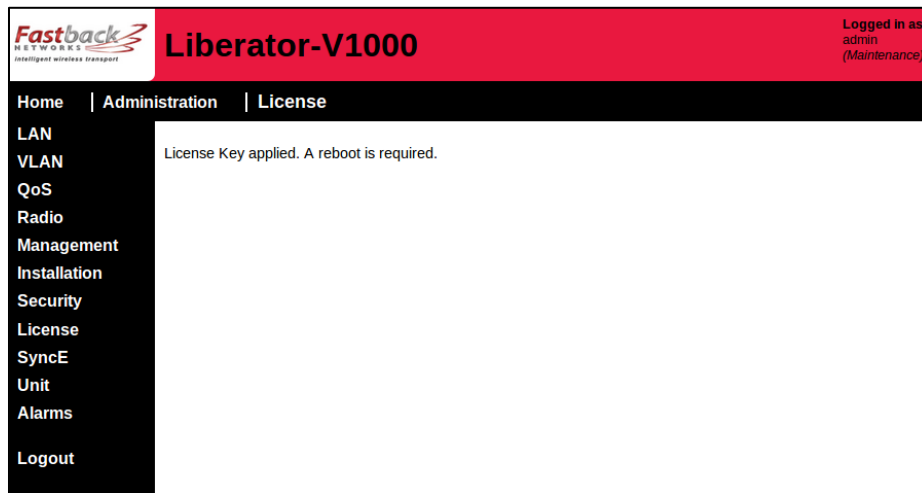 Fastback
NETWORKS
Intelligent wireless transport
Liberator-V1000
Logged in as
admin
(Maintenance)
Home | Administration | License
LAN
VLAN
QoS
Radio
Management
Installation
Security
License
SyncE
Unit
Alarms
Logout
License Key applied. A reboot is required.